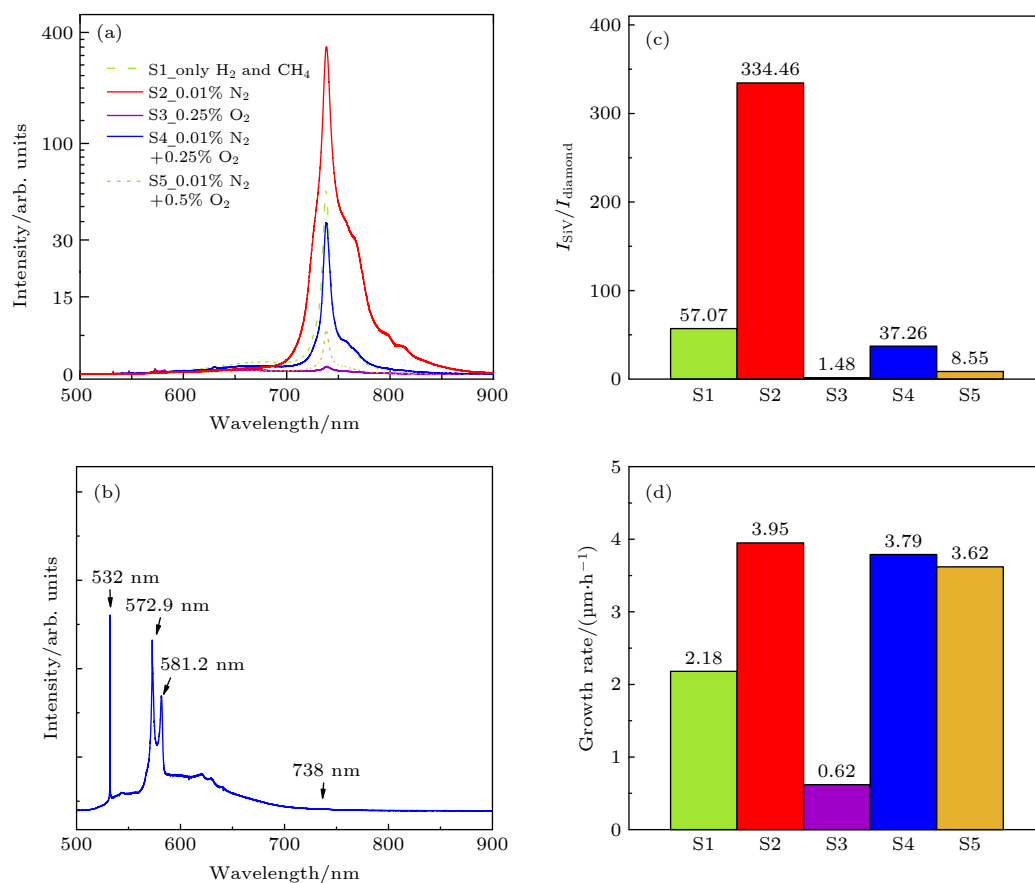 (a)
Intensity/arb. units
400
100
30
15
0
S1_only H₂ and CH₄
S2_0.01% N₂
S3_0.25% O₂
S4_0.01% N₂
+0.25% O₂
S5_0.01% N₂
+0.5% O₂
500 600 700 800 900
Wavelength/nm
(c)
I_SiV/I_diamond
400
300
200
100
0
57.07
334.46
1.48
37.26
8.55
S1 S2 S3 S4 S5
(b)
Intensity/arb. units
532 nm
572.9 nm
581.2 nm
738 nm
500 600 700 800 900
Wavelength/nm
(d)
Growth rate/(μm·h⁻¹)
5
4
3
2
1
0
2.18
3.95
0.62
3.79
3.62
S1 S2 S3 S4 S5